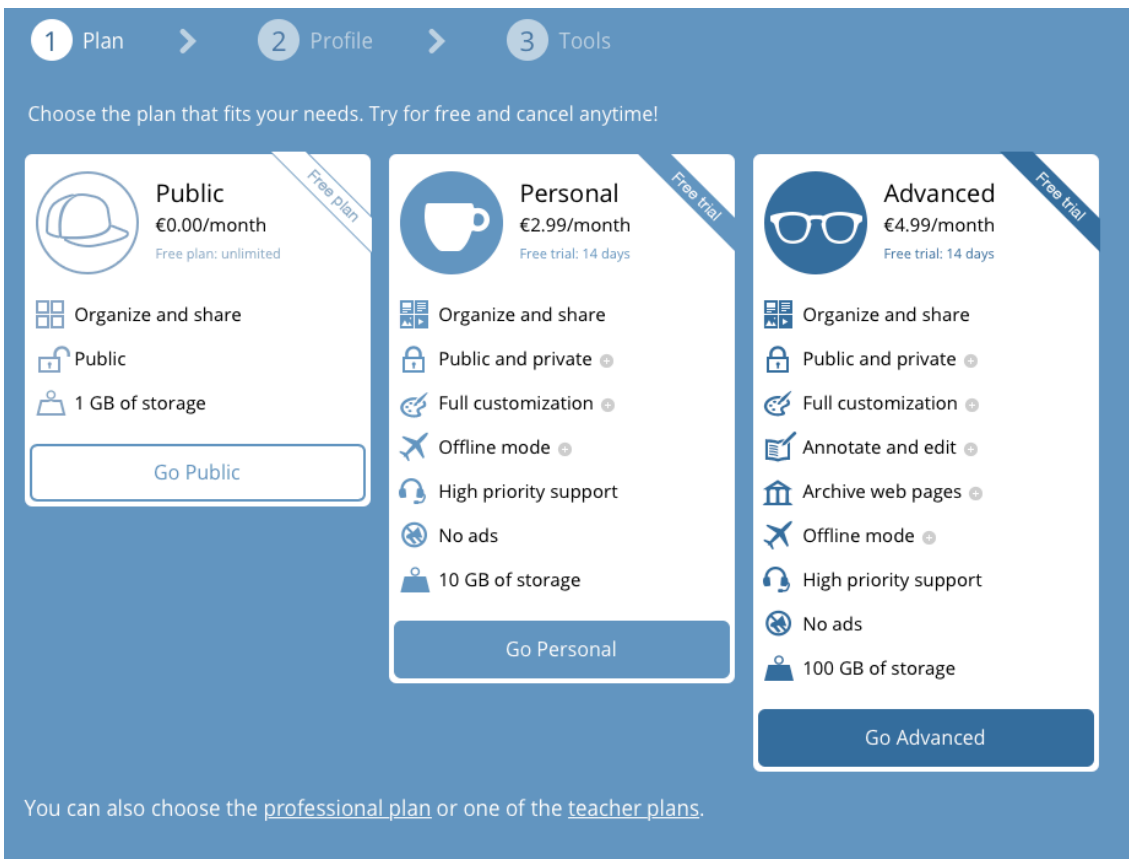 1 Plan > 2 Profile > 3 Tools
Choose the plan that fits your needs. Try for free and cancel anytime!
Public
€0.00/month
Free plan: unlimited
Free plan
Organize and share
Public
1 GB of storage
Go Public
Personal
€2.99/month
Free trial: 14 days
Free trial
Organize and share
Public and private
Full customization
Offline mode
High priority support
No ads
10 GB of storage
Go Personal
Advanced
€4.99/month
Free trial: 14 days
Free trial
Organize and share
Public and private
Full customization
Annotate and edit
Archive web pages
Offline mode
High priority support
No ads
100 GB of storage
Go Advanced
You can also choose the professional plan or one of the teacher plans.